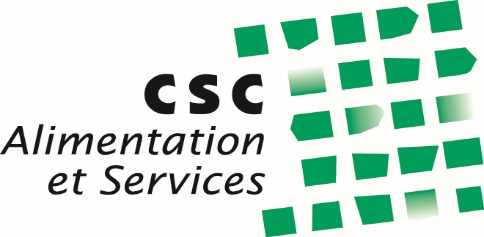 csc
Alimentation
et Services